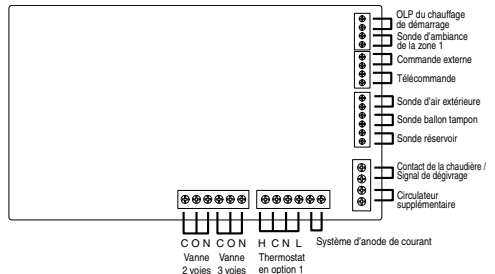 OLP du chauffage
de démarrage
Sonde d'ambiance
de la zone 1
Commande externe
Télécommande
Sonde d'air extérieure
Sonde ballon tampon
Sonde réservoir
Contact de la chaudière /
Signal de dégivrage
Circulateur
supplémentaire
C O N C O N H C N L Système d'anode de courant
Vanne Vanne Thermostat
2 voies 3 voies en option 1